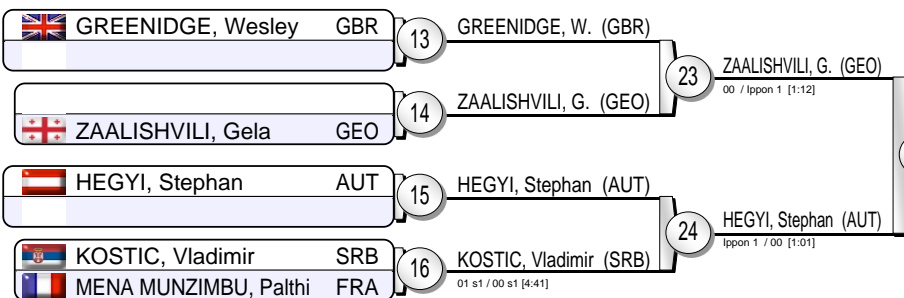 GREENIDGE, Wesley GBR
13
GREENIDGE, W. (GBR)
23
ZAALISHVILI, G. (GEO)
00 / Ippon 1 [1:12]
14
ZAALISHVILI, G. (GEO)
ZAALISHVILI, Gela GEO
HEGYI, Stephan AUT
15
HEGYI, Stephan (AUT)
24
HEGYI, Stephan (AUT)
Ippon 1 / 00 [1:01]
KOSTIC, Vladimir SRB
16
KOSTIC, Vladimir (SRB)
01 s1 / 00 s1 [4:41]
MENA MUNZIMBU, Palthi FRA